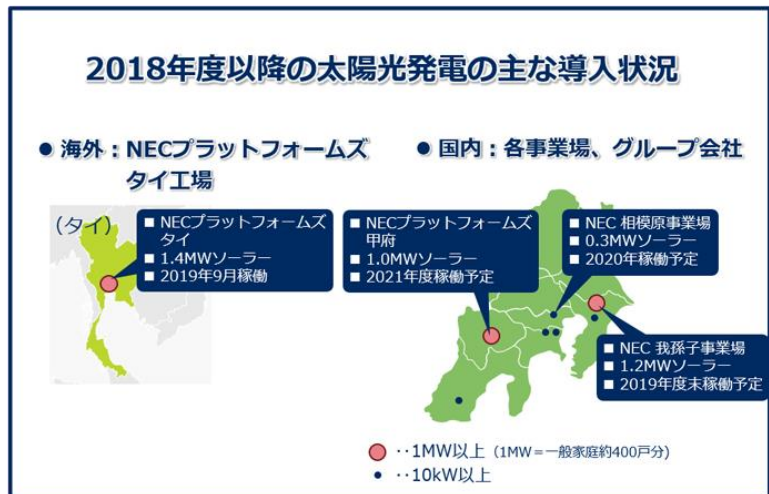 2018年度以降の太陽光発電の主な導入状況
● 海外：NECプラットフォームズ
タイ工場
● 国内：各事業場、グループ会社
（タイ）
■ NECプラットフォームズ
タイ
■ 1.4MWソーラー
■ 2019年9月稼働
■ NECプラットフォームズ
甲府
■ 1.0MWソーラー
■ 2021年度稼働予定
■ NEC 相模原事業場
■ 0.3MWソーラー
■ 2020年稼働予定
■ NEC 我孫子事業場
■ 1.2MWソーラー
■ 2019年度末稼働予定
‥1MW以上（1MW＝一般家庭約400戸分）
‥10kW以上